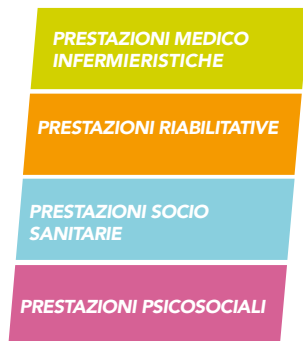 PRESTAZIONI MEDICO
INFERMIERISTICHE
PRESTAZIONI RIABILITATIVE
PRESTAZIONI SOCIO
SANITARIE
PRESTAZIONI PSICOSOCIALI